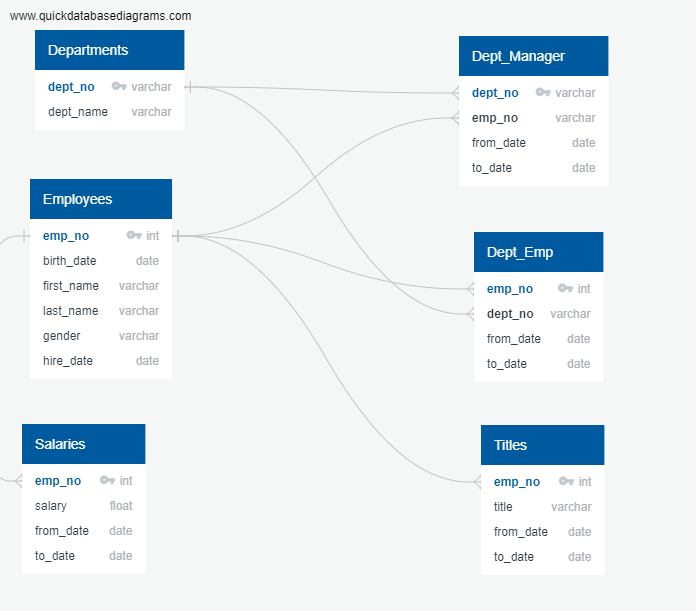 www.quickdatabasediagrams.com
Departments
dept_no varchar
dept_name varchar
Employees
emp_no int
birth_date date
first_name varchar
last_name varchar
gender varchar
hire_date date
Salaries
emp_no int
salary float
from_date date
to_date date
Dept_Manager
dept_no varchar
emp_no varchar
from_date date
to_date date
Dept_Emp
emp_no int
dept_no varchar
from_date date
to_date date
Titles
emp_no int
title varchar
from_date date
to_date date